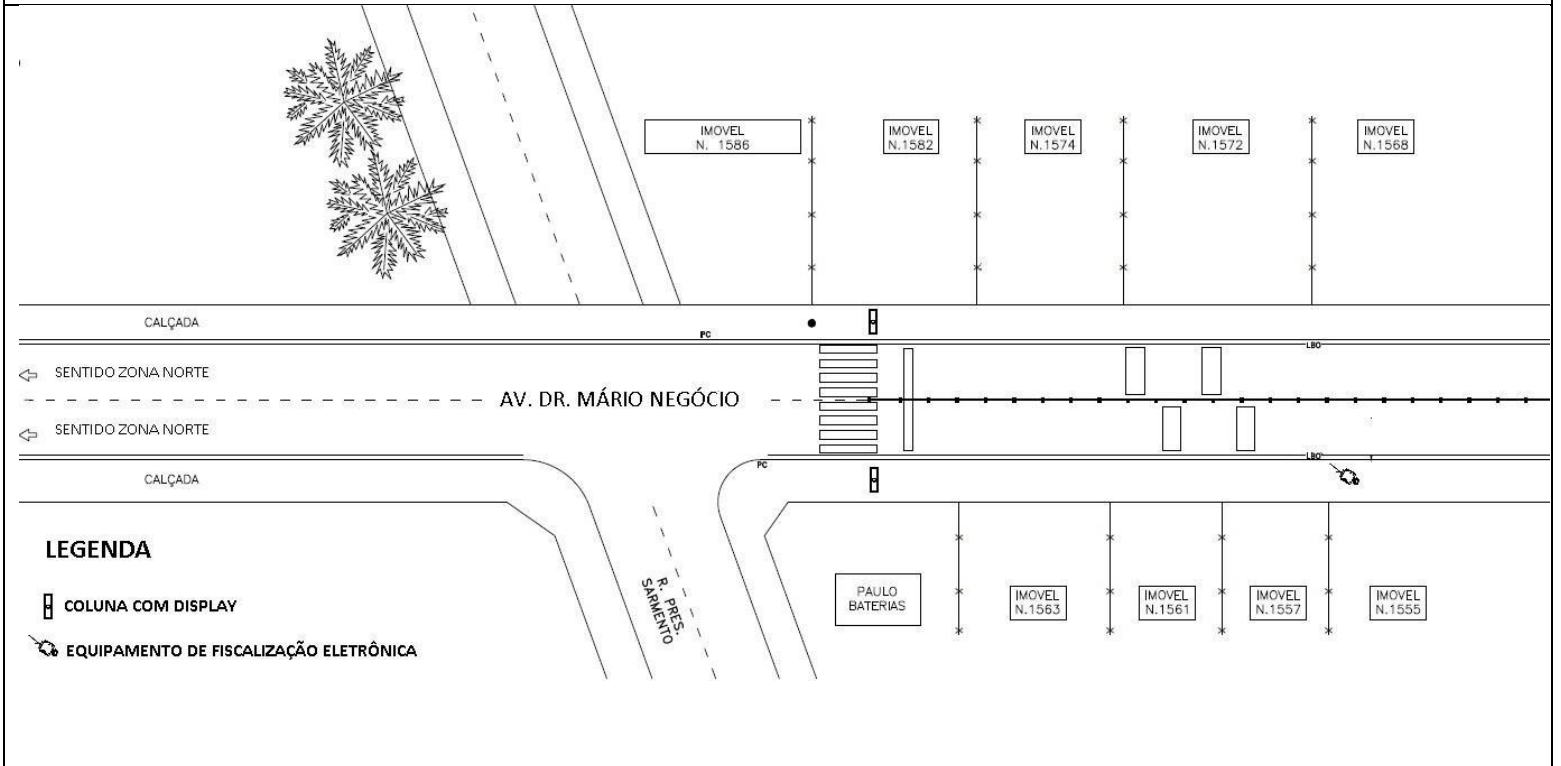 IMOVEL
N. 1586
IMOVEL
N.1582
IMOVEL
N.1574
IMOVEL
N.1572
IMOVEL
N.1568
CALÇADA
PC
LBO
SENTIDO ZONA NORTE
AV. DR. MÁRIO NEGÓCIO
SENTIDO ZONA NORTE
LBO
PC
CALÇADA
R. PRES.
SARMENTO
PAULO
BATERIAS
IMOVEL
N.1563
IMOVEL
N.1561
IMOVEL
N.1557
IMOVEL
N.1555
LEGENDA
COLUNA COM DISPLAY
EQUIPAMENTO DE FISCALIZAÇÃO ELETRÔNICA